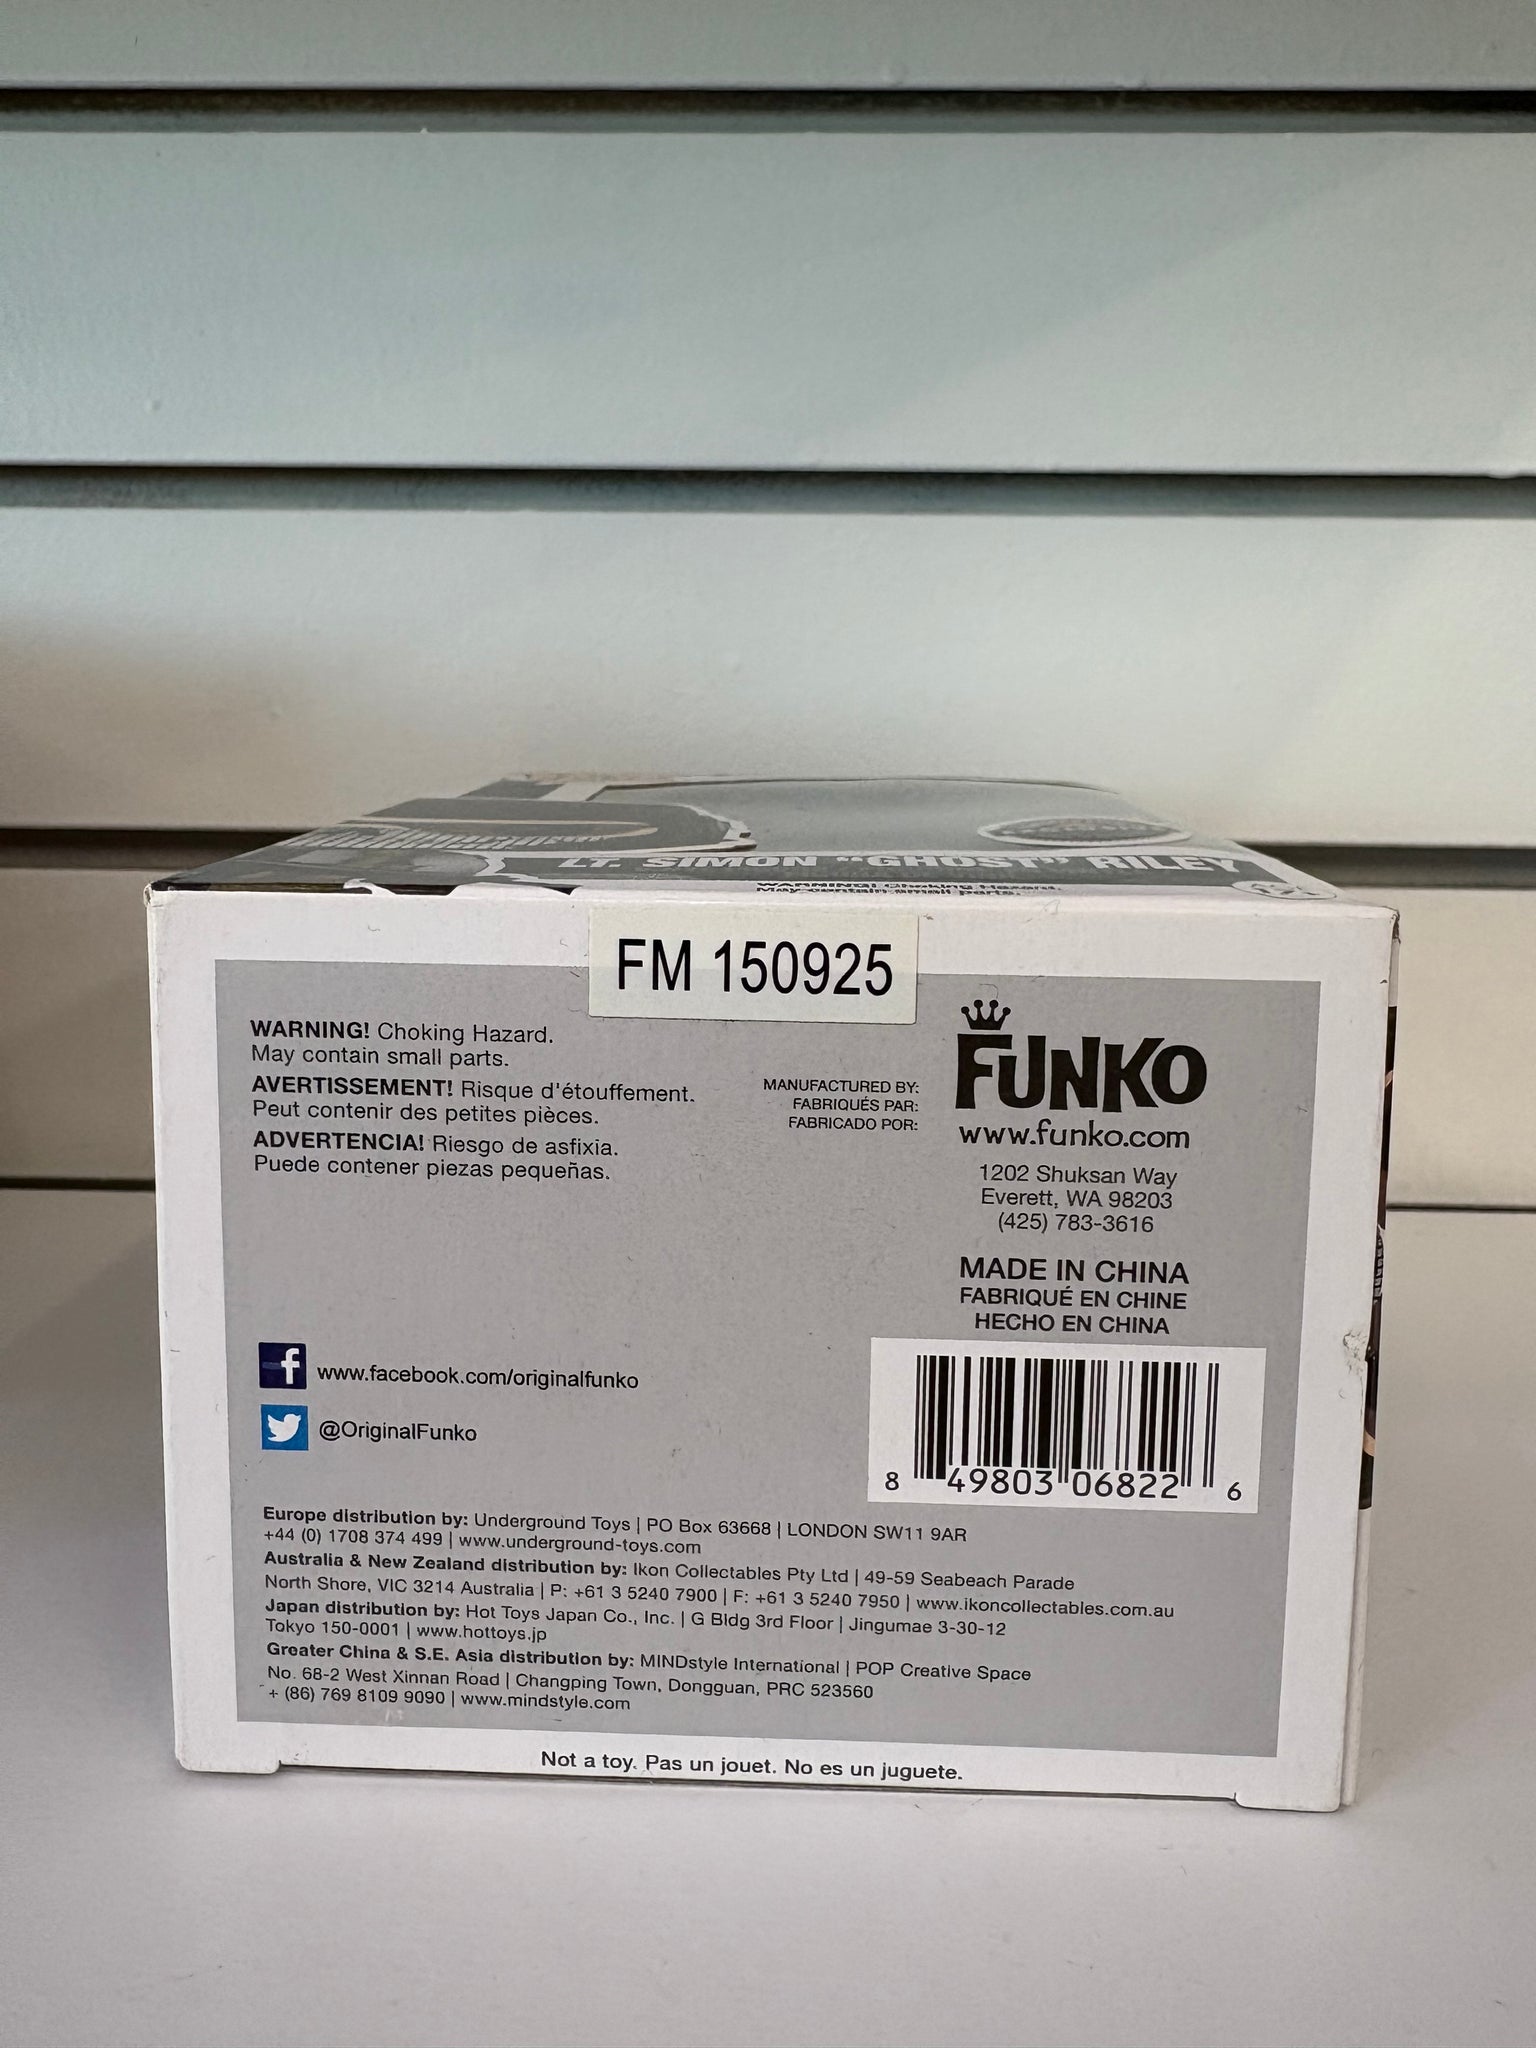 LT. SIMON "GHOST" RILEY
WARNING! Choking Hazard.
May contain small parts.
FM 150925
WARNING! Choking Hazard.
May contain small parts.
AVERTISSEMENT! Risque d'étouffement.
Peut contenir des petites pièces.
ADVERTENCIA! Riesgo de asfixia.
Puede contener piezas pequeñas.
MANUFACTURED BY:
FABRIQUÉS PAR:
FABRICADO POR:
FUNKO
www.funko.com
1202 Shuksan Way
Everett, WA 98203
(425) 783-3616
MADE IN CHINA
FABRIQUÉ EN CHINE
HECHO EN CHINA
f www.facebook.com/originalfunko
@OriginalFunko
8 49803 06822 6
Europe distribution by: Underground Toys | PO Box 63668 | LONDON SW11 9AR
+44 (0) 1708 374 499 | www.underground-toys.com
Australia & New Zealand distribution by: Ikon Collectables Pty Ltd | 49-59 Seabeach Parade
North Shore, VIC 3214 Australia | P: +61 3 5240 7900 | F: +61 3 5240 7950 | www.ikoncollectables.com.au
Japan distribution by: Hot Toys Japan Co., Inc. | G Bldg 3rd Floor | Jingumae 3-30-12
Tokyo 150-0001 | www.hottoys.jp
Greater China & S.E. Asia distribution by: MINDstyle International | POP Creative Space
No. 68-2 West Xinnan Road | Changping Town, Dongguan, PRC 523560
+ (86) 769 8109 9090 | www.mindstyle.com
Not a toy. Pas un jouet. No es un juguete.